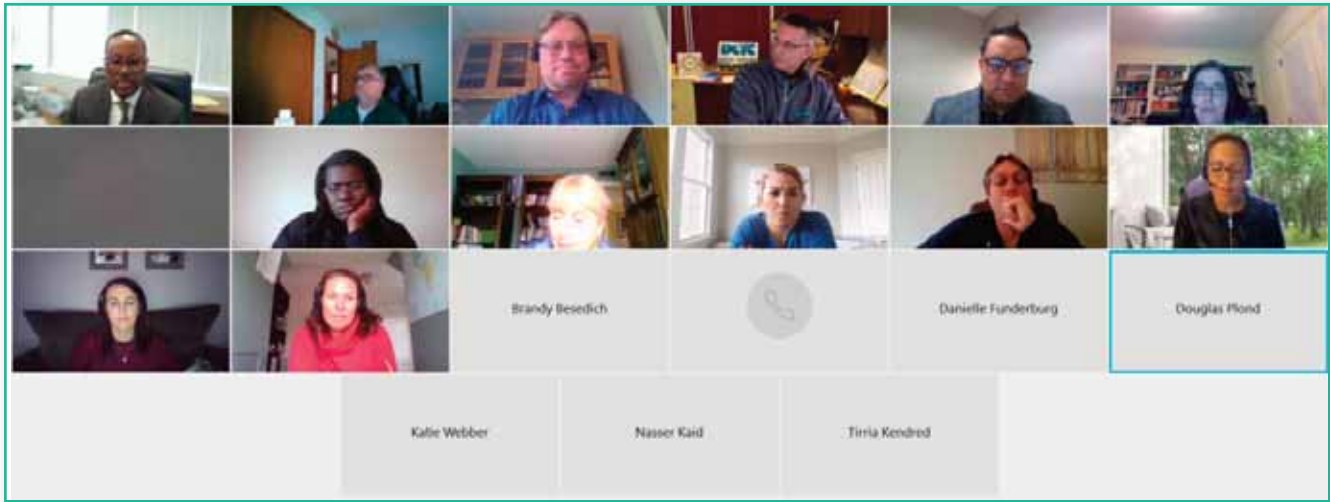 Brandy Besedich
Danielle Funderburg
Douglas Plond
Katie Webber
Nasser Kaid
Tirria Kendred